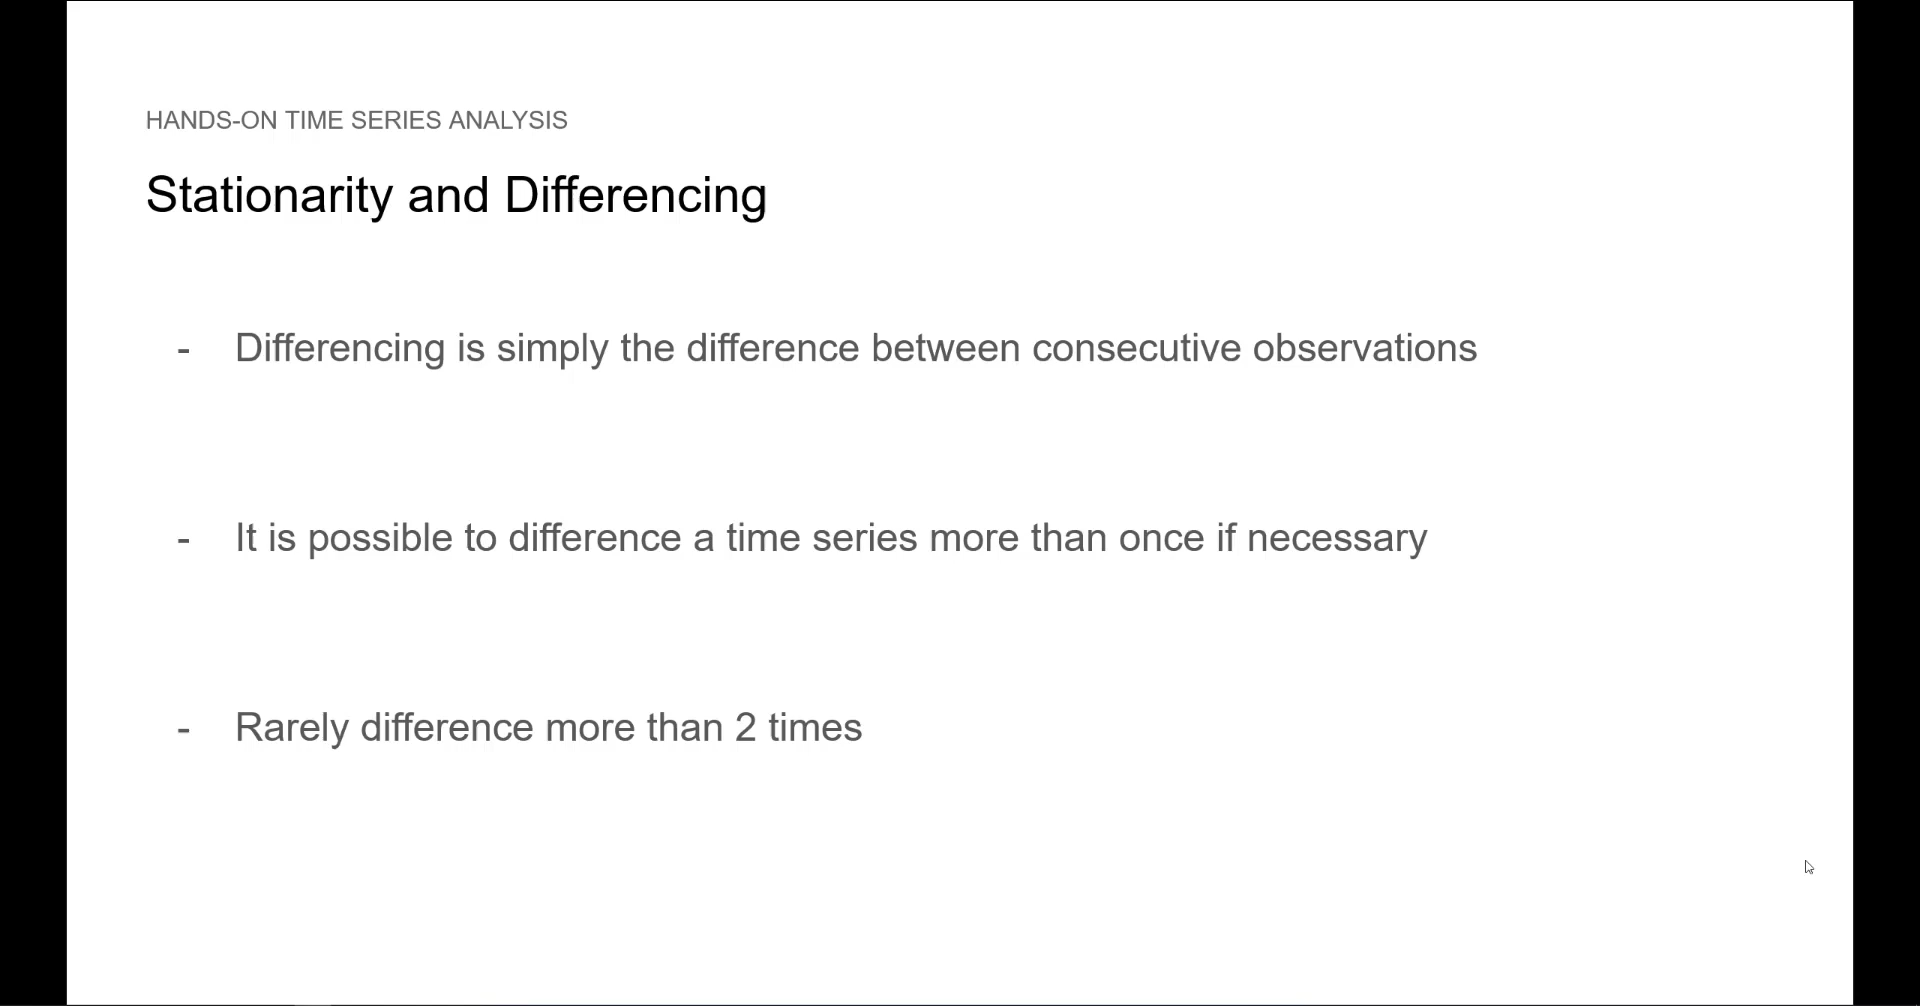 HANDS-ON TIME SERIES ANALYSIS
Stationarity and Differencing
- Differencing is simply the difference between consecutive observations
- It is possible to difference a time series more than once if necessary
- Rarely difference more than 2 times